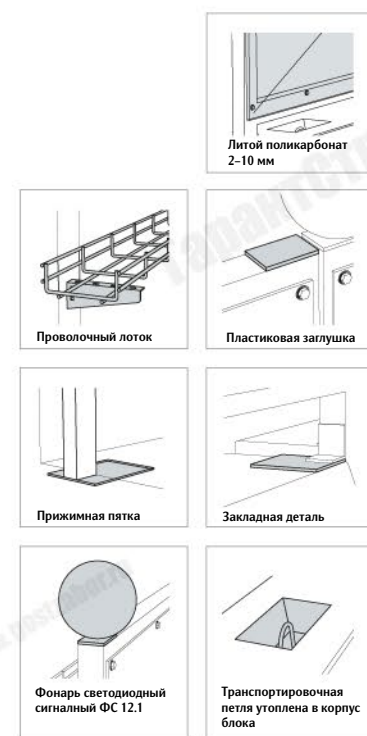 Литой поликарбонат
2–10 мм
Проволочный лоток
Пластиковая заглушка
Прижимная пятка
Закладная деталь
Фонарь светодиодный
сигналный ФС 12.1
Транспортировочная
петля утоплена в корпус
блока